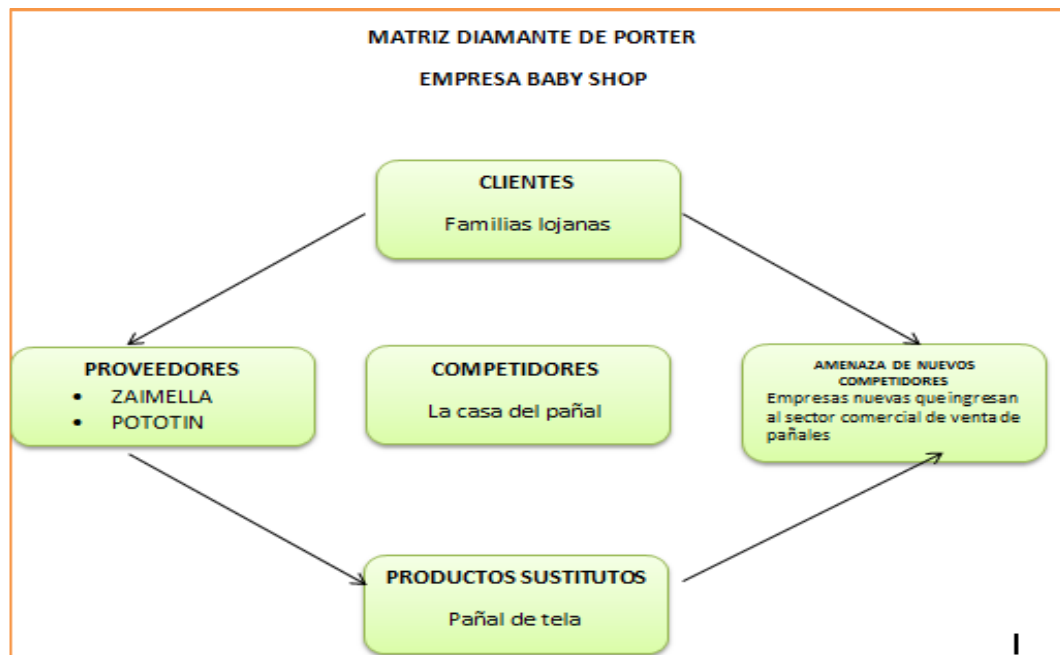 MATRIZ DIAMANTE DE PORTER
EMPRESA BABY SHOP
CLIENTES
Familias lojanas
PROVEEDORES
• ZAIMELLA
• POTOTIN
COMPETIDORES
La casa del pañal
AMENAZA DE NUEVOS
COMPETIDORES
Empresas nuevas que ingresan
al sector comercial de venta de
pañales
PRODUCTOS SUSTITUTOS
Pañal de tela
I